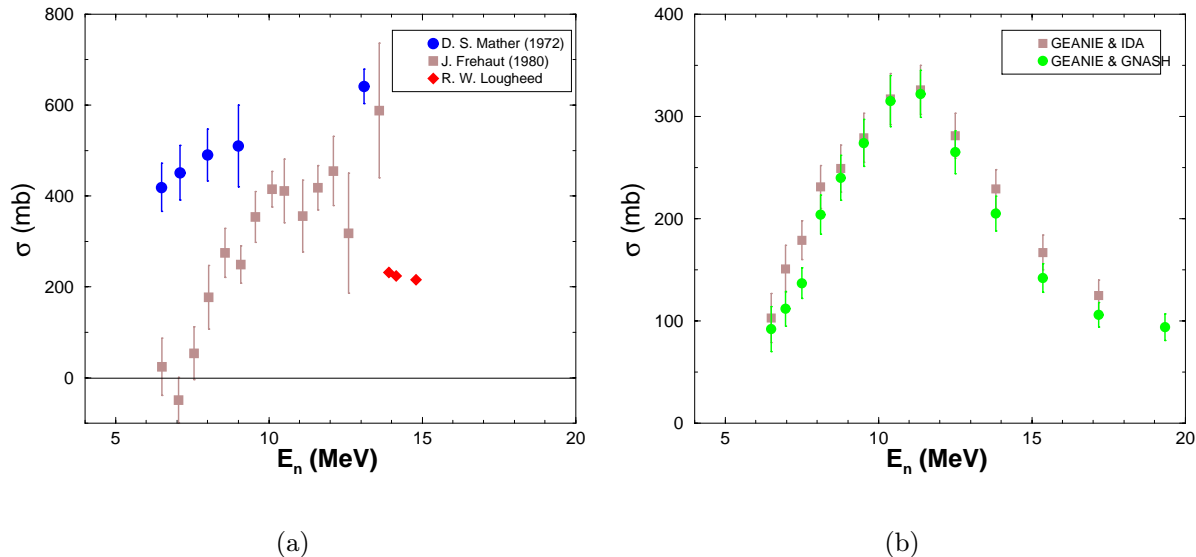 800
600
400
200
0
σ (mb)
5
10
15
20
E_n (MeV)
D. S. Mather (1972)
J. Frehaut (1980)
R. W. Lougheed
(a)
400
300
200
100
0
σ (mb)
5
10
15
20
E_n (MeV)
GEANIE & IDA
GEANIE & GNASH
(b)